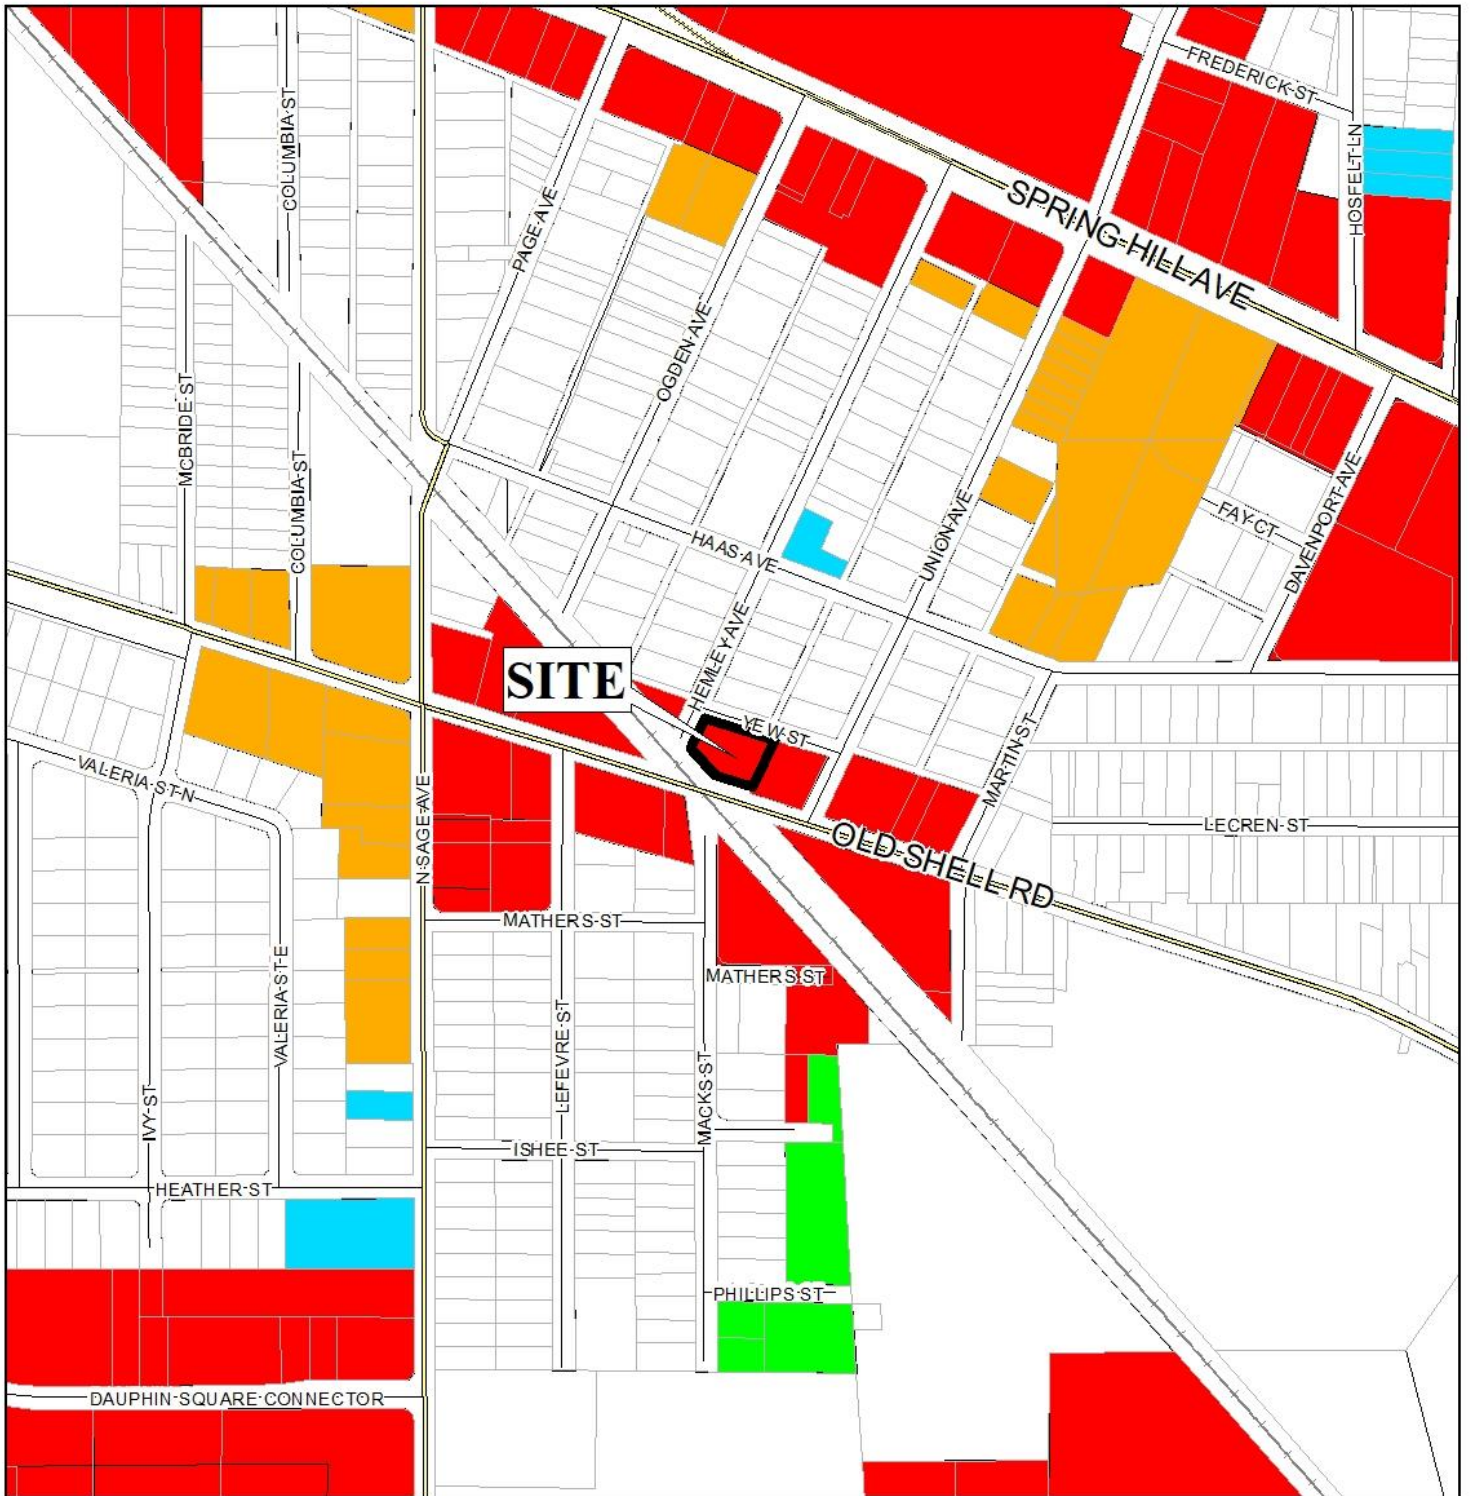 FREDERICK ST
COLUMBIA ST
HOSFELT LN
SPRING HILL AVE
PAGE AVE
OGDEN AVE
MCBRIDE ST
COLUMBIA ST
HAAS AVE
UNION AVE
FAY CT
DAVENPORT AVE
SITE
HEMLEY AVE
YEW ST
MARTIN ST
VALERIA ST N
N SAGE AVE
OLD SHELL RD
LECREN ST
MATHERS ST
MATHERS ST
VALERIA ST E
LEFEVRE ST
MACKS ST
IVY ST
ISHEE ST
HEATHER ST
PHILLIPS ST
DAUPHIN SQUARE CONNECTOR